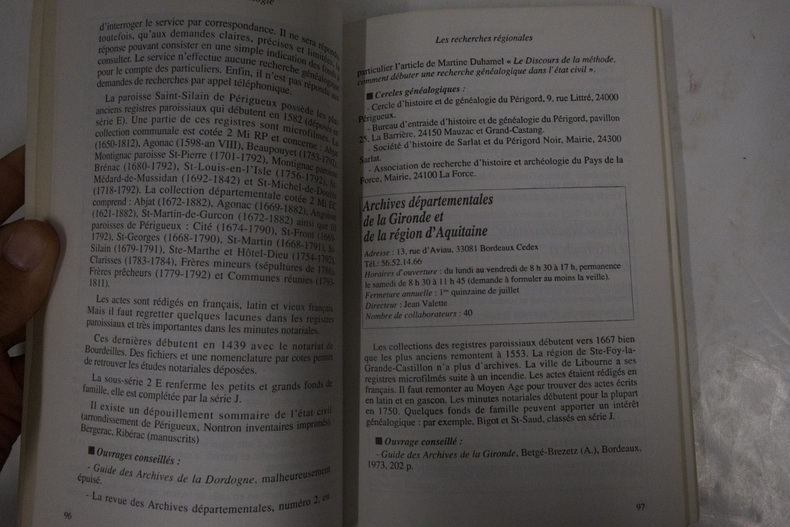 d'interroger le service par correspondance. Il ne sera répondu
toutefois, qu'aux demandes claires, précises et limitées, la
réponse pouvant consister en une simple indication des fonds à
consulter. Le service n'effectue aucune recherche généalogique
pour le compte des particuliers. Enfin, il n'est pas répondu aux
demandes de recherches par appel téléphonique.
La paroisse Saint-Silain de Périgueux possède les plus
anciens registres paroissiaux qui débutent en 1582 (déposés
série E). Une partie de ces registres sont microfilmés. La
collection communale est cotée 2 Mi RP et concerne : Abjat
(1650-1812), Agonac (1598-an VIII), Beaupouyet (1753-1792),
Montignac paroisse St-Pierre (1701-1792), Montignac paroisse
Brénac (1680-1792), St-Louis-en-l'Isle (1756-1792), St-
Médard-de-Mussidan (1692-1842) et St-Michel-de-Double
(1718-1792). La collection départementale cotée 2 Mi EC
comprend : Abjat (1672-1882), Agonac (1669-1882),
(1621-1882), St-Martin-de-Gurcon (1672-1882) ainsi que
paroisses de Périgueux : Cité (1674-1790), St-Front
1792), St-Georges (1668-1790), St-Martin (1668-1791), St-
Silain (1679-1791), Ste-Marthe et Hôtel-Dieu (1754-1792),
Clarisses (1783-1784), Frères mineurs (sépultures de
Frères prêcheurs (1779-1792) et Communes réunies (1793-
1811).
Les actes sont rédigés en français, latin et vieux français.
Mais il faut regretter quelques lacunes dans les registres
paroissiaux et très importantes dans les minutes notariales.
Ces dernières débutent en 1439 avec le notariat de
Bourdeilles. Des fichiers et une nomenclature par cotes permet
de retrouver les études notariales déposées.
La sous-série 2 E renferme les petits et grands fonds de
famille, elle est complétée par la série J.
Il existe un dépouillement sommaire de l'état civil
(arrondissement de Périgueux, Nontron inventaires imprimés,
Bergerac, Ribérac (manuscrits)
■ Ouvrages conseillés :
- Guide des Archives de la Dordogne, malheureusement
épuisé.
- La revue des Archives départementales, numéro 2, en
96
Les recherches régionales
particulier l'article de Martine Duhamel « Le Discours de la méthode,
comment débuter une recherche généalogique dans l'état civil ».
■ Cercles généalogiques :
- Cercle d'histoire et de généalogie du Périgord, 9, rue Littré, 24000
Périgueux.
- Bureau d'entraide d'histoire et de généalogie du Périgord, pavillon
25, La Barrière, 24150 Mauzac et Grand-Castang.
- Société d'histoire de Sarlat et du Périgord Noir, Mairie, 24300
Sarlat.
- Association de recherche d'histoire et archéologie du Pays de la
Force, Mairie, 24100 La Force.
Archives départementales
de la Gironde et
de la région d'Aquitaine
Adresse : 13, rue d'Aviau, 33081 Bordeaux Cedex
Tél.: 56.52.14.66
Horaires d'ouverture : du lundi au vendredi de 8 h 30 à 17 h, permanence
le samedi de 8 h 30 à 11 h 45 (demande à formuler au moins la veille).
Fermeture annuelle : 1re quinzaine de juillet
Directeur : Jean Valette
Nombre de collaborateurs : 40
Les collections des registres paroissiaux débutent vers 1667 bien
que les plus anciens remontent à 1553. La région de Ste-Foy-la-
Grande-Castillon n'a plus d'archives. La ville de Libourne a ses
registres microfilmés suite à un incendie. Les actes étaient rédigés en
français. Il faut remonter au Moyen Age pour trouver des actes écrits
en latin et en gascon. Les minutes notariales débutent pour la plupart
en 1750. Quelques fonds de famille peuvent apporter un intérêt
généalogique : par exemple, Bigot et St-Saud, classés en série J.
■ Ouvrage conseillé :
- Guide des Archives de la Gironde, Betgé-Brezetz (A.), Bordeaux,
1973, 202 p.
97